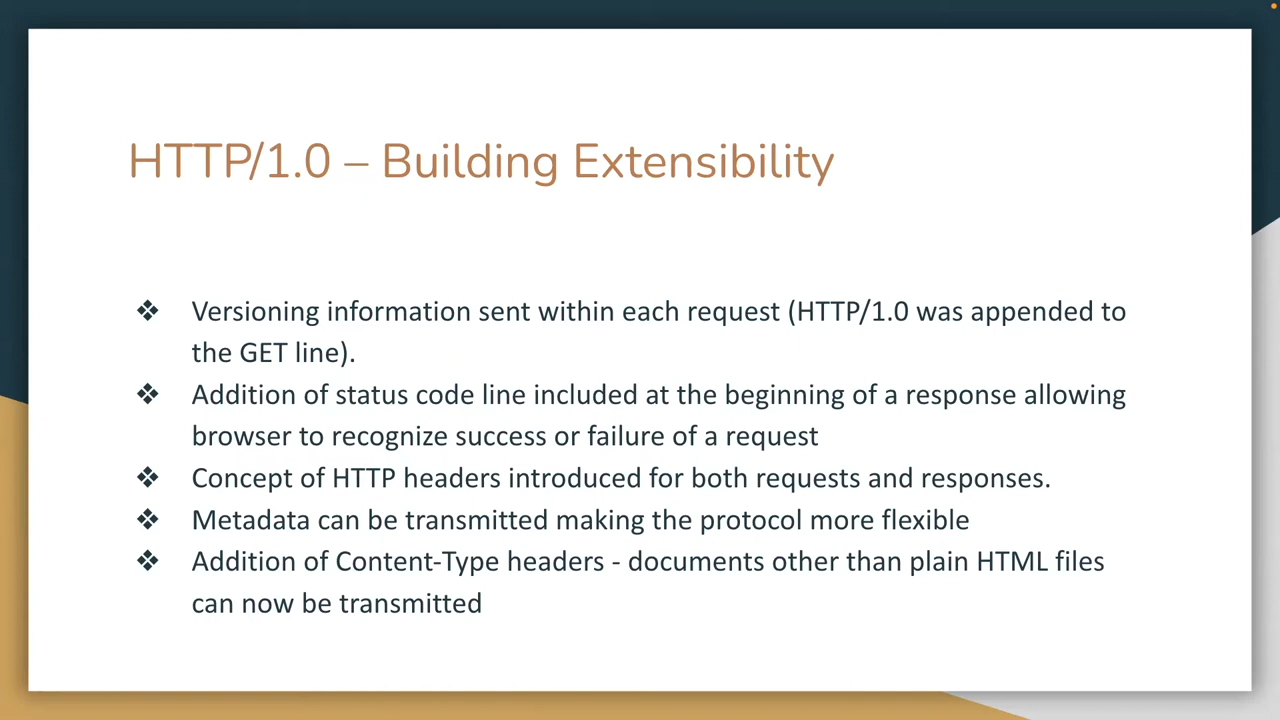 HTTP/1.0 – Building Extensibility
❖ Versioning information sent within each request (HTTP/1.0 was appended to
the GET line).
❖ Addition of status code line included at the beginning of a response allowing
browser to recognize success or failure of a request
❖ Concept of HTTP headers introduced for both requests and responses.
❖ Metadata can be transmitted making the protocol more flexible
❖ Addition of Content-Type headers - documents other than plain HTML files
can now be transmitted